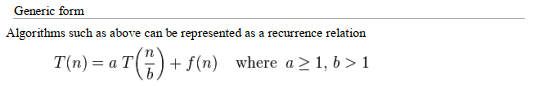 Generic form
Algorithms such as above can be represented as a recurrence relation
T(n) = a T(n/b) + f(n) where a ≥ 1, b > 1